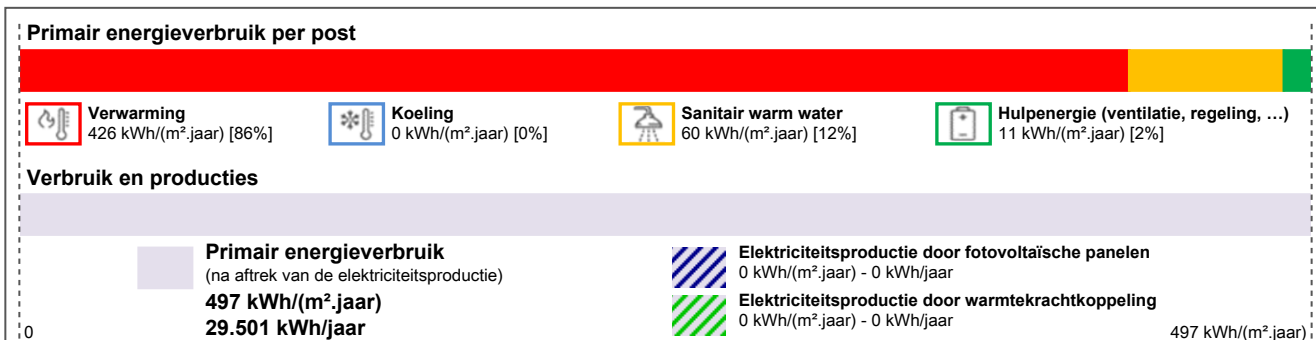 Primair energieverbruik per post
Verwarming
426 kWh/(m².jaar) [86%]
Koeling
0 kWh/(m².jaar) [0%]
Sanitair warm water
60 kWh/(m².jaar) [12%]
Hulpenergie (ventilatie, regeling, …)
11 kWh/(m².jaar) [2%]
Verbruik en producties
Primair energieverbruik
(na aftrek van de elektriciteitsproductie)
497 kWh/(m².jaar)
29.501 kWh/jaar
Elektriciteitsproductie door fotovoltaïsche panelen
0 kWh/(m².jaar) - 0 kWh/jaar
Elektriciteitsproductie door warmtekrachtkoppeling
0 kWh/(m².jaar) - 0 kWh/jaar
0
497 kWh/(m².jaar)